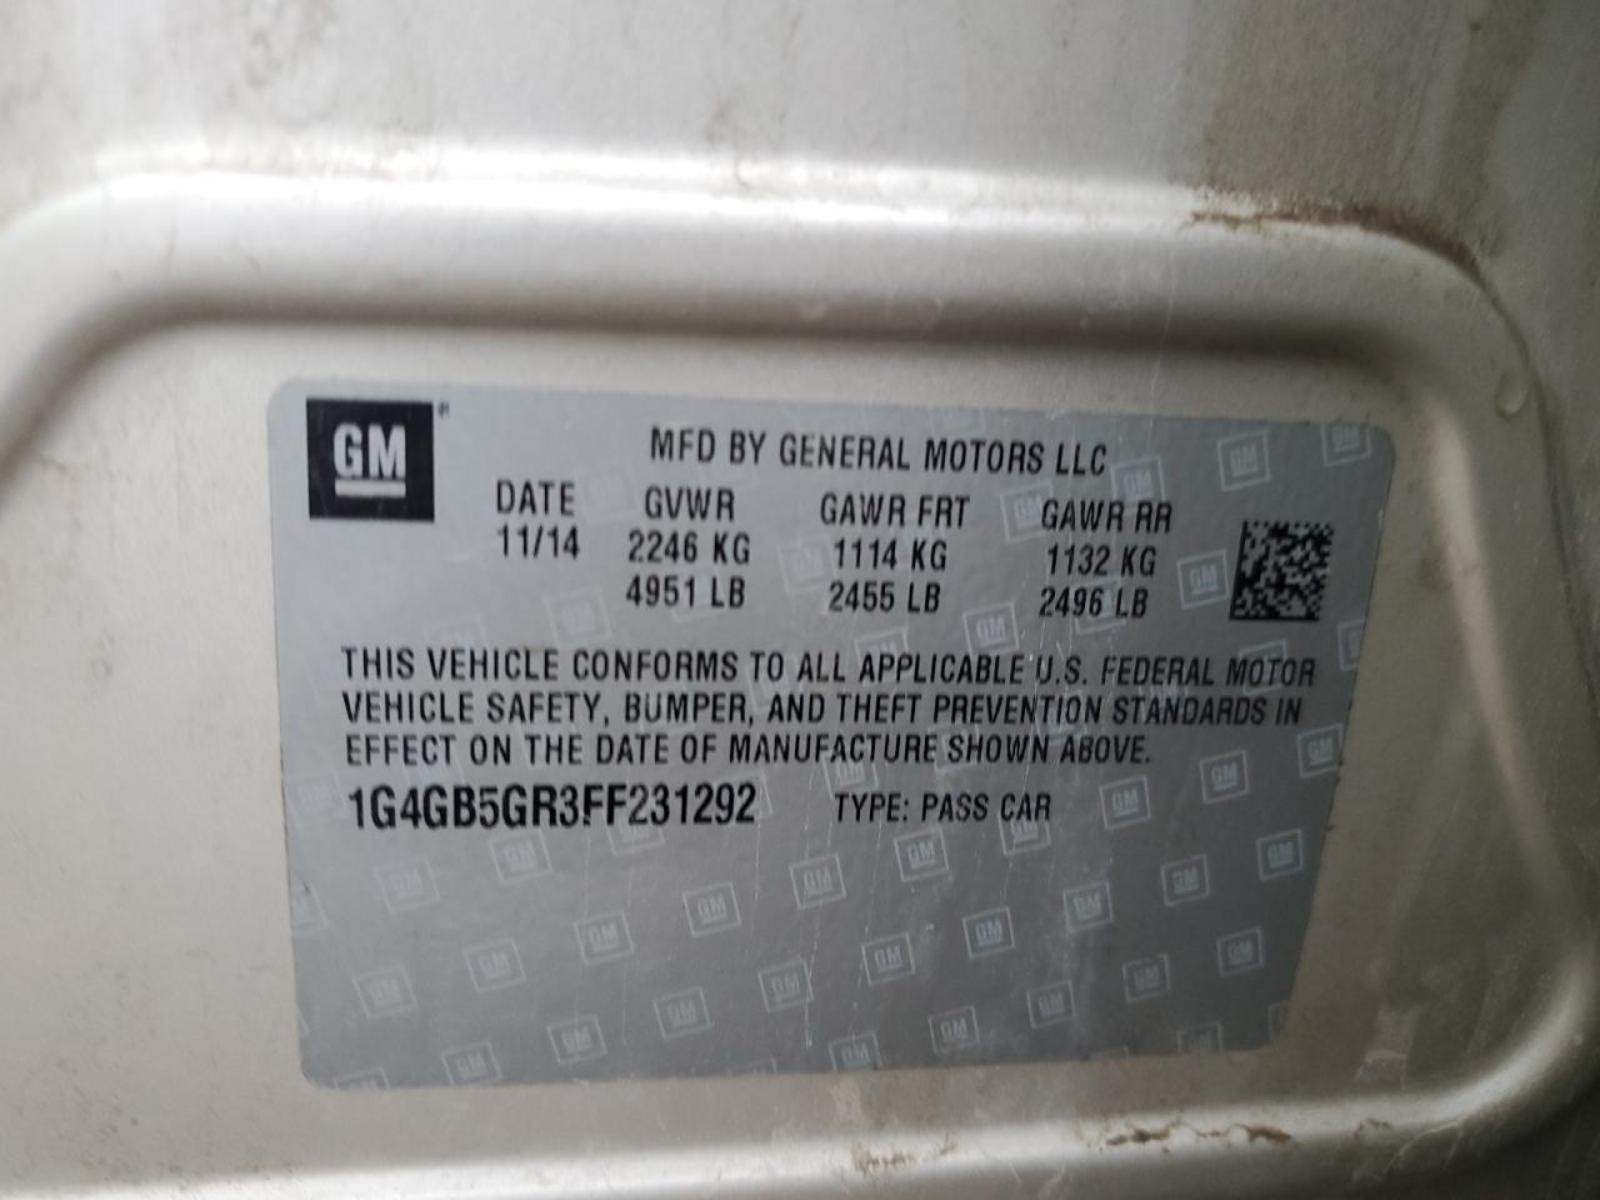 GM
MFD BY GENERAL MOTORS LLC
DATE GVWR GAWR FRT GAWR RR
11/14 2246 KG 1114 KG 1132 KG
4951 LB 2455 LB 2496 LB
THIS VEHICLE CONFORMS TO ALL APPLICABLE U.S. FEDERAL MOTOR
VEHICLE SAFETY, BUMPER, AND THEFT PREVENTION STANDARDS IN
EFFECT ON THE DATE OF MANUFACTURE SHOWN ABOVE.
1G4GB5GR3FF231292 TYPE: PASS CAR